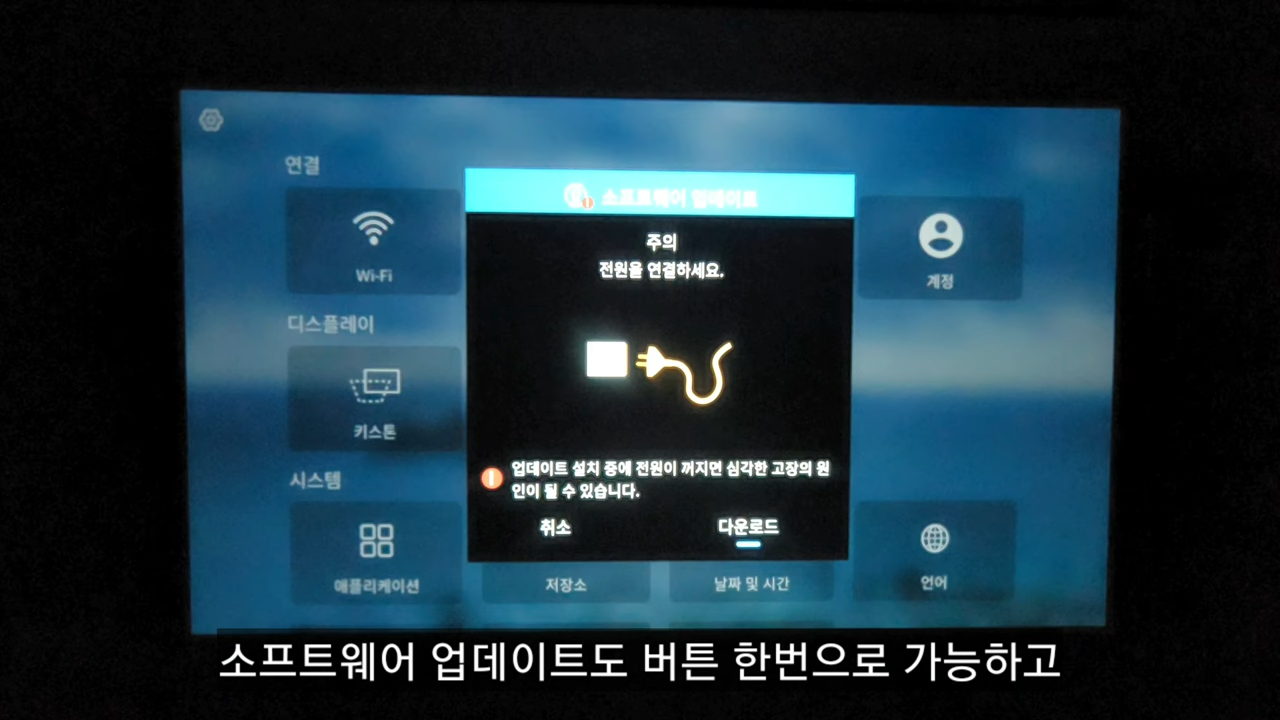 연결
Wi-Fi
계정
디스플레이
키스톤
시스템
애플리케이션
저장소
날짜 및 시간
언어
소프트웨어 업데이트
주의
전원을 연결하세요.
업데이트 설치 중에 전원이 꺼지면 심각한 고장의 원
인이 될 수 있습니다.
취소
다운로드
소프트웨어 업데이트도 버튼 한번으로 가능하고